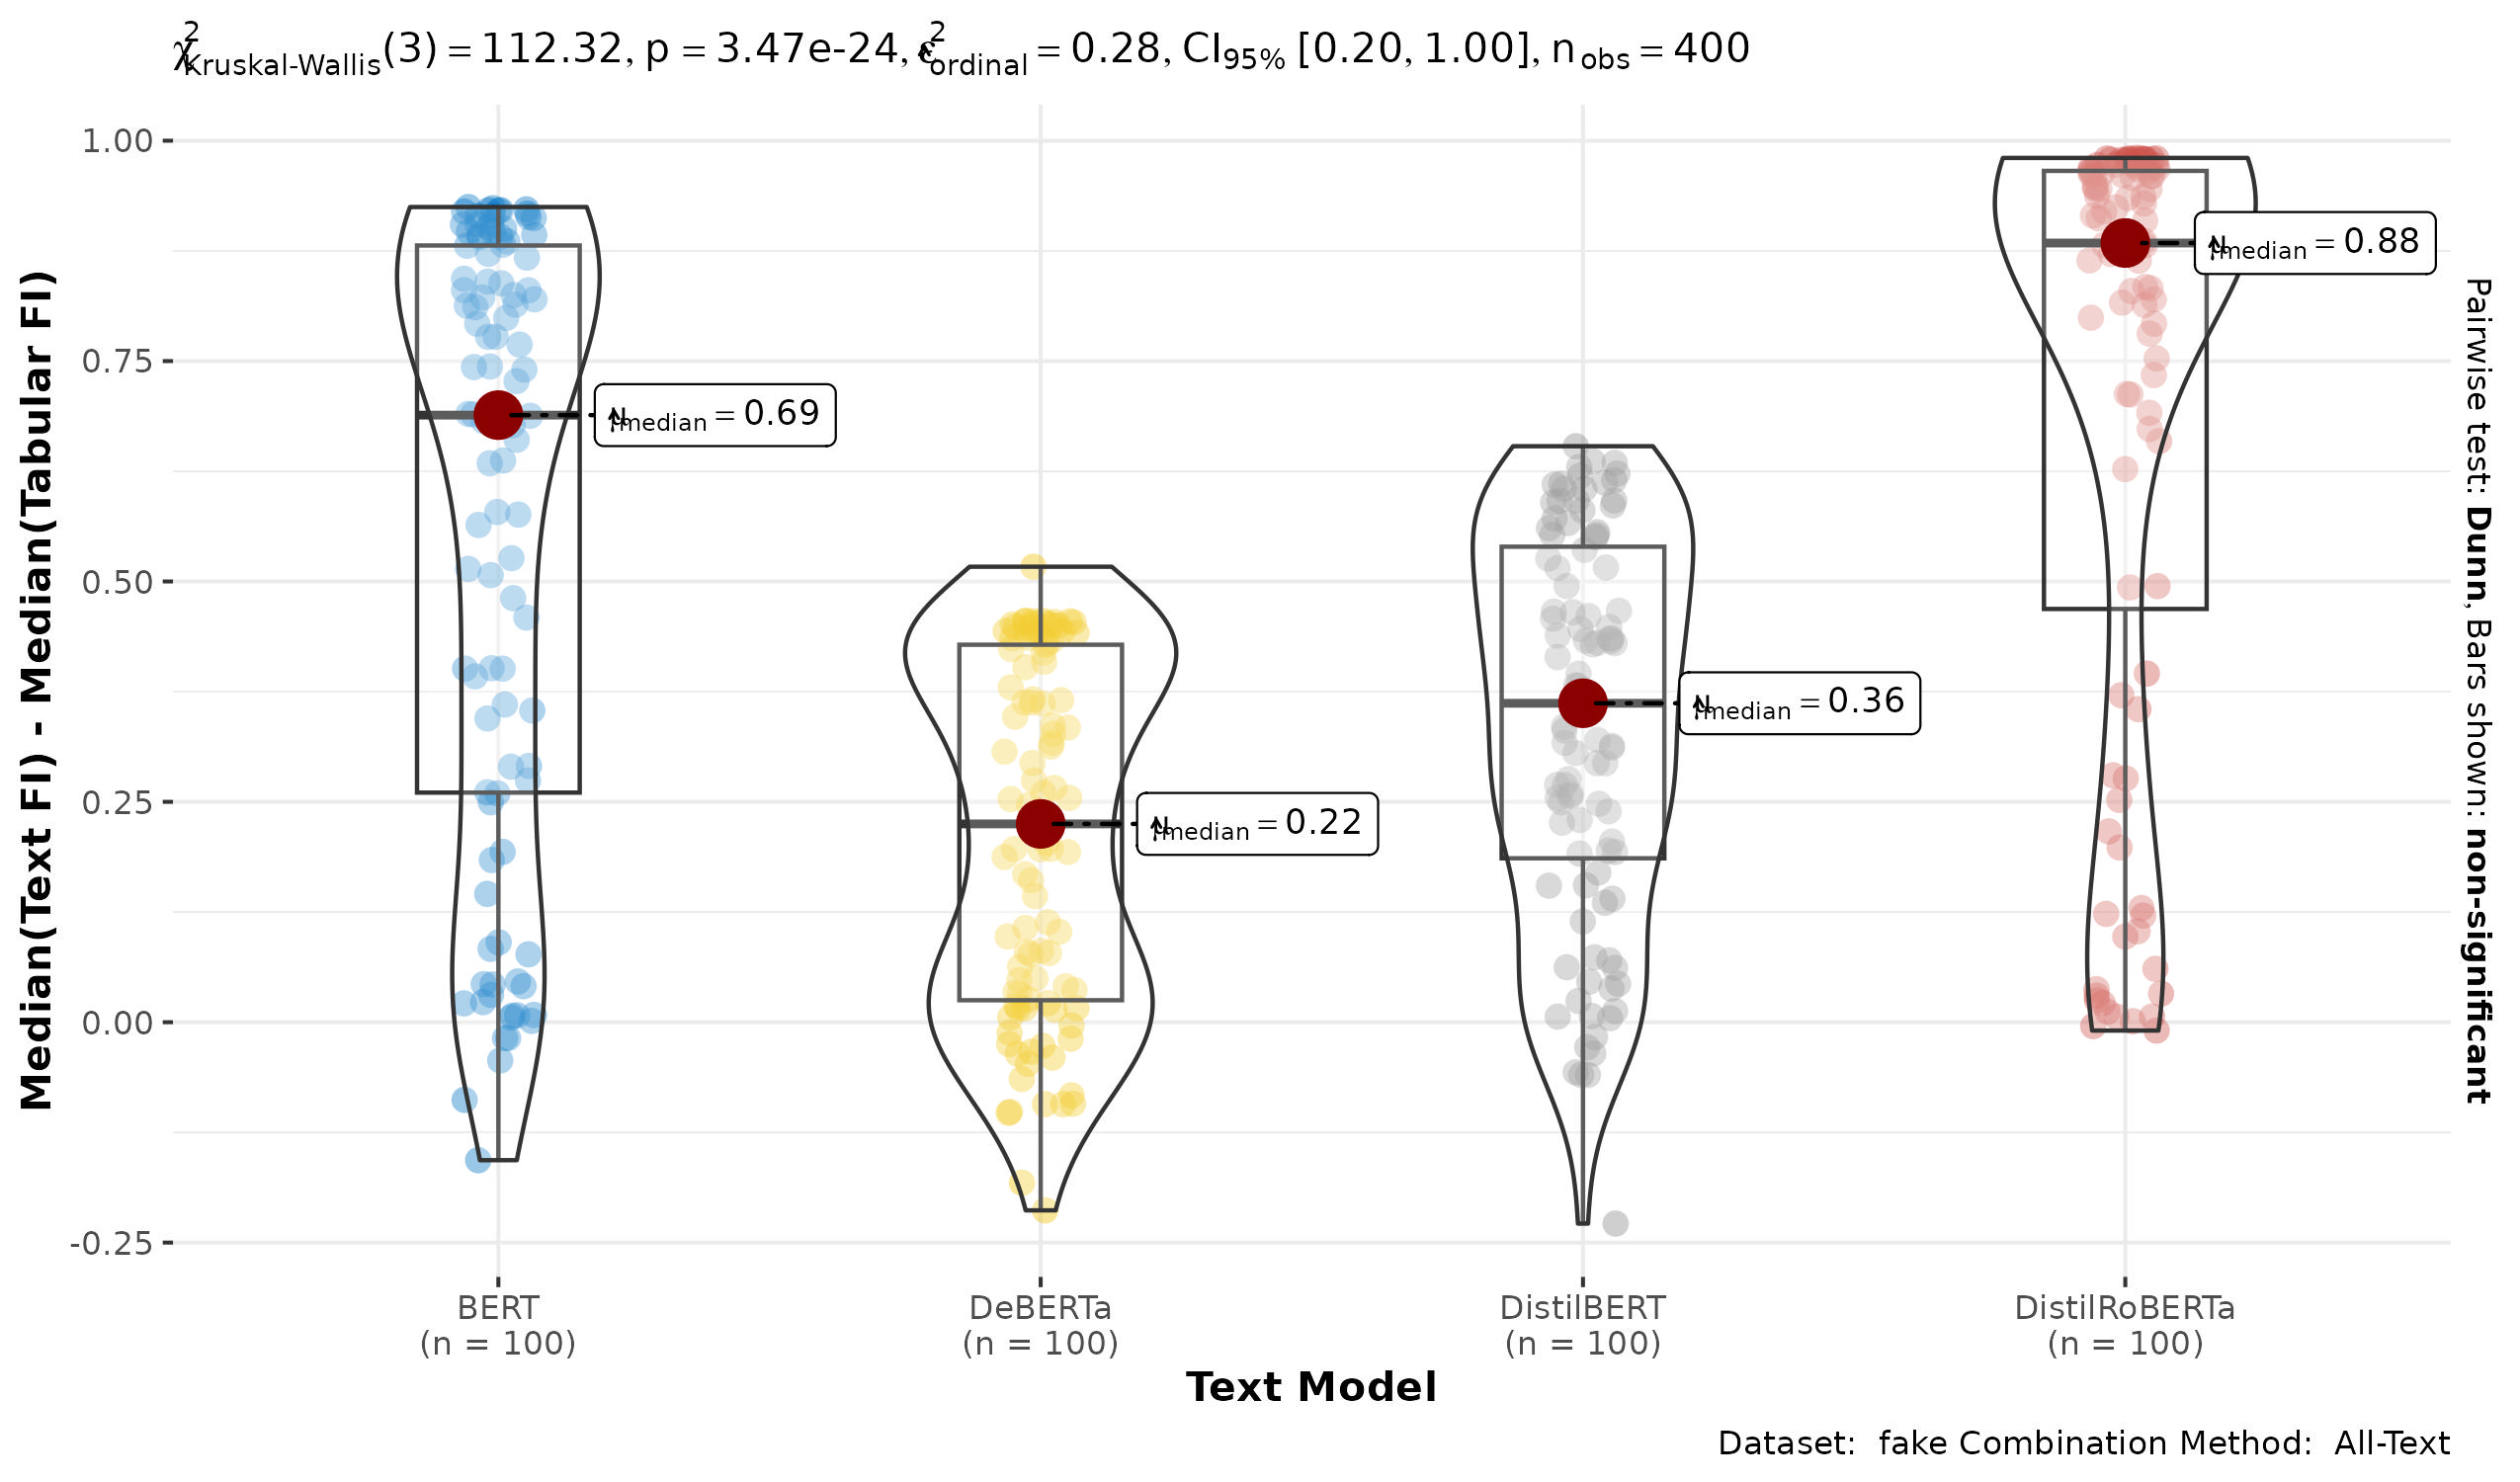 χ²Kruskal-Wallis(3) = 112.32, p = 3.47e-24, ε²ordinal = 0.28, CI95% [0.20, 1.00], nobs = 400
Median(Text FI) - Median(Tabular FI)
1.00
0.75
0.50
0.25
0.00
-0.25
μ̂median = 0.69
μ̂median = 0.22
μ̂median = 0.36
μ̂median = 0.88
Pairwise test: Dunn, Bars shown: non-significant
BERT
(n = 100)
DeBERTa
(n = 100)
DistilBERT
(n = 100)
DistilRoBERTa
(n = 100)
Text Model
Dataset: fake Combination Method: All-Text